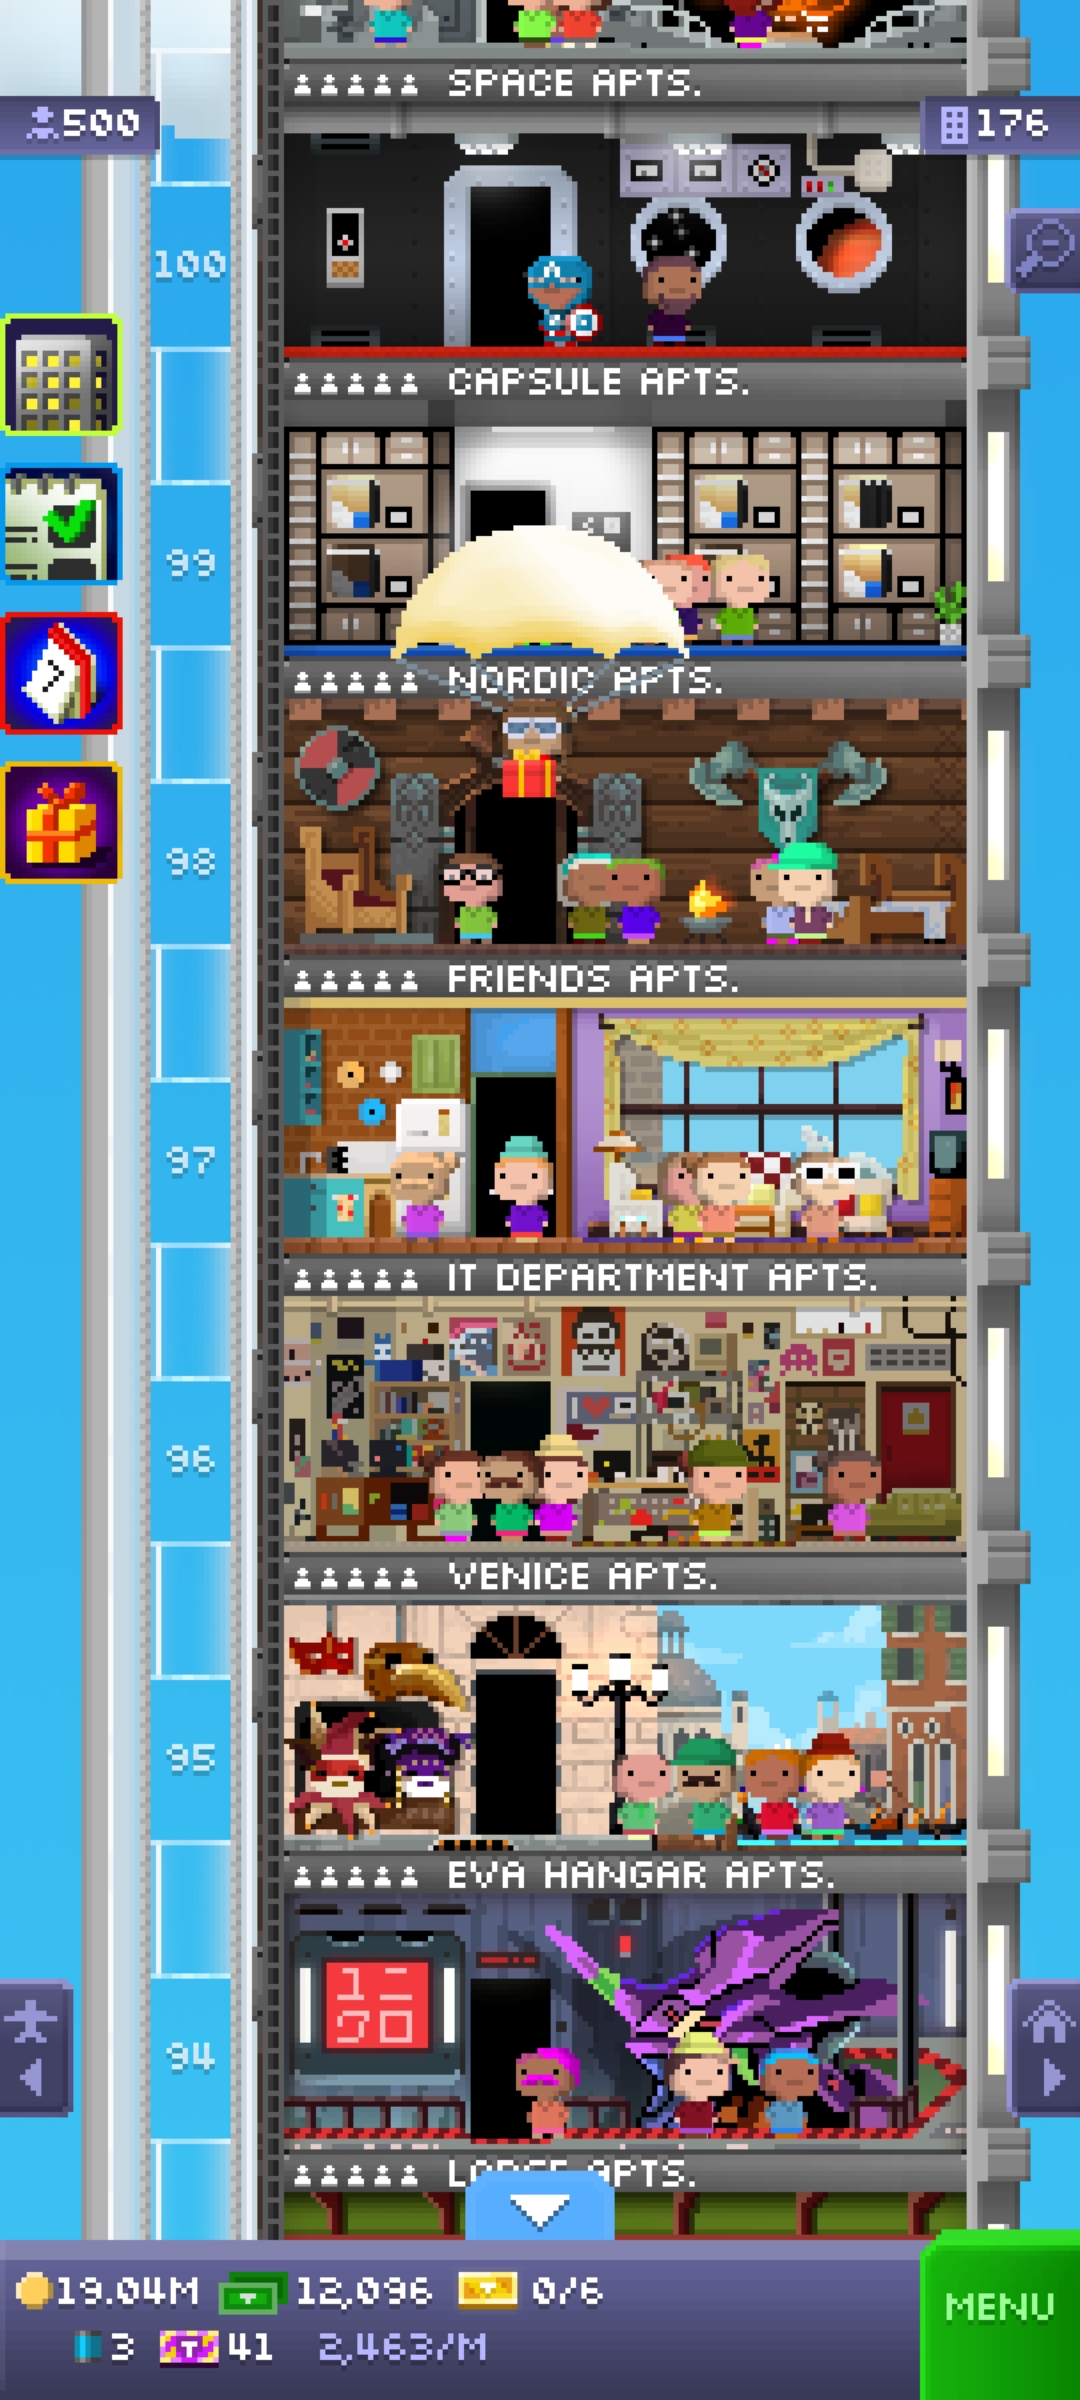 SPACE APTS.
500
176
100
CAPSULE APTS.
99
NORDIC APTS.
98
FRIENDS APTS.
97
IT DEPARTMENT APTS.
96
VENICE APTS.
95
EVA HANGAR APTS.
94
APTS.
19.04M 12,096 0/6
3 41 2,463/M
MENU